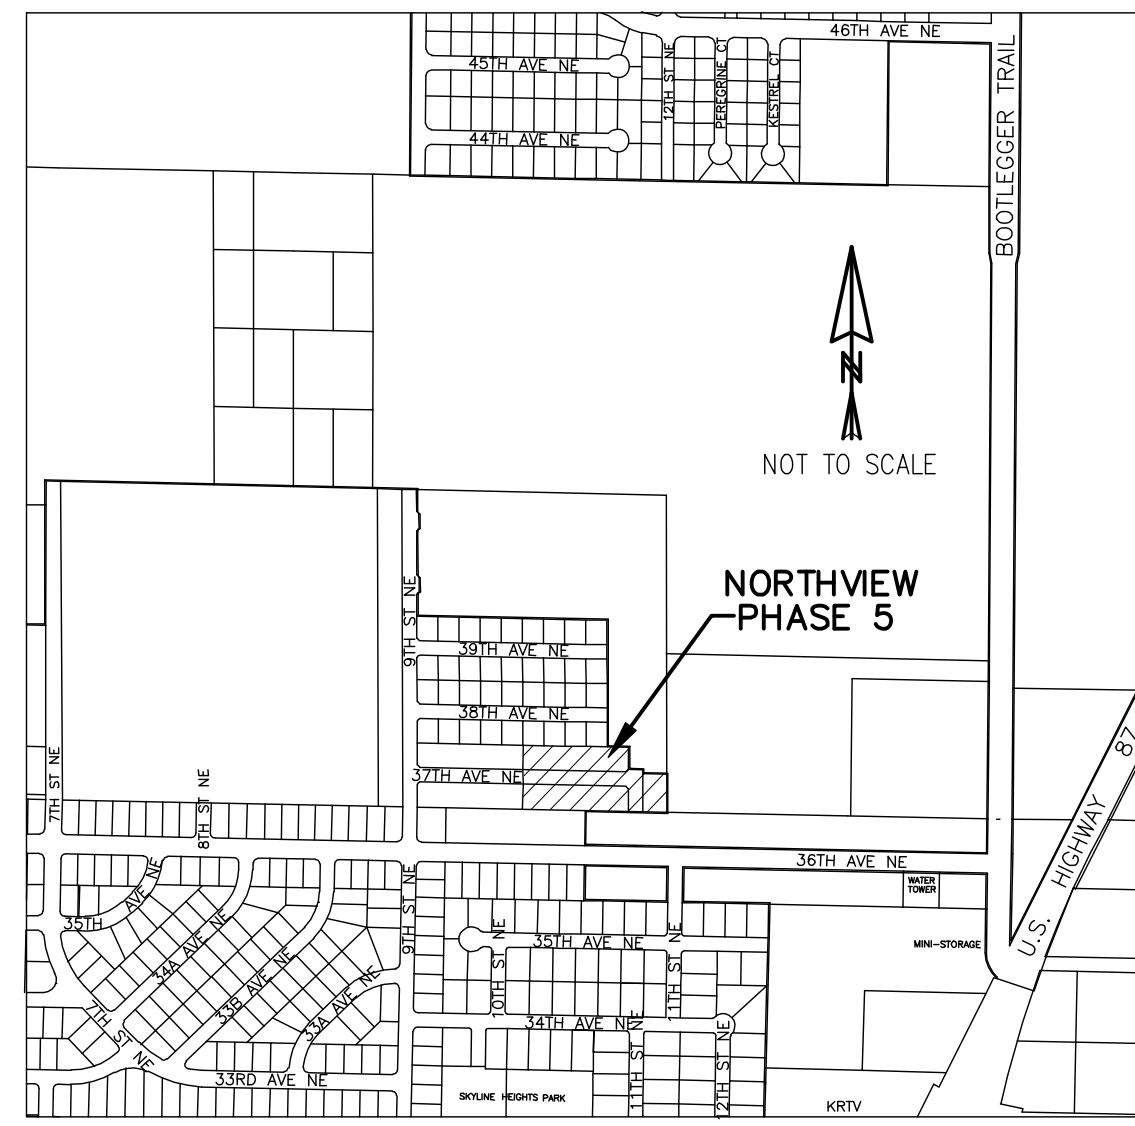 46TH AVE NE
45TH AVE NE
12TH ST NE
PEREGRINE CT
KESTREL CT
BOOTLEGGER TRAIL
44TH AVE NE
N
NOT TO SCALE
NORTHVIEW
PHASE 5
9TH ST NE
39TH AVE NE
38TH AVE NE
37TH AVE NE
7TH ST NE
8TH ST NE
U.S. HIGHWAY 87
36TH AVE NE
WATER
TOWER
35TH AVE NE
9TH ST NE
34A AVE NE
33B AVE NE
33A AVE NE
7TH ST NE
35TH AVE NE
10TH ST NE
11TH ST NE
MINI-STORAGE
34TH AVE NE
11TH ST NE
12TH ST NE
33RD AVE NE
SKYLINE HEIGHTS PARK
KRTV